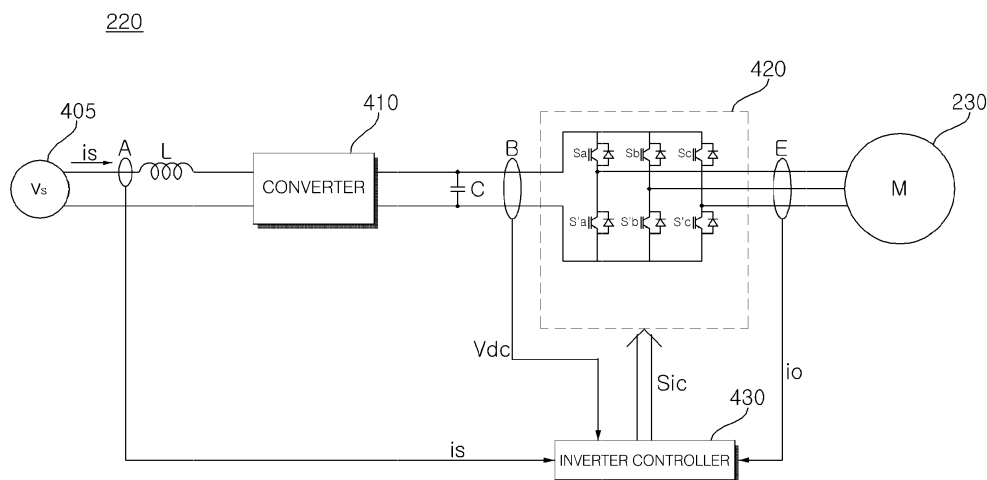 220
405
410
420
230
is
A
L
B
E
Vs
CONVERTER
C
Sa
Sb
Sc
S'a
S'b
S'c
M
Vdc
Sic
io
430
is
INVERTER CONTROLLER